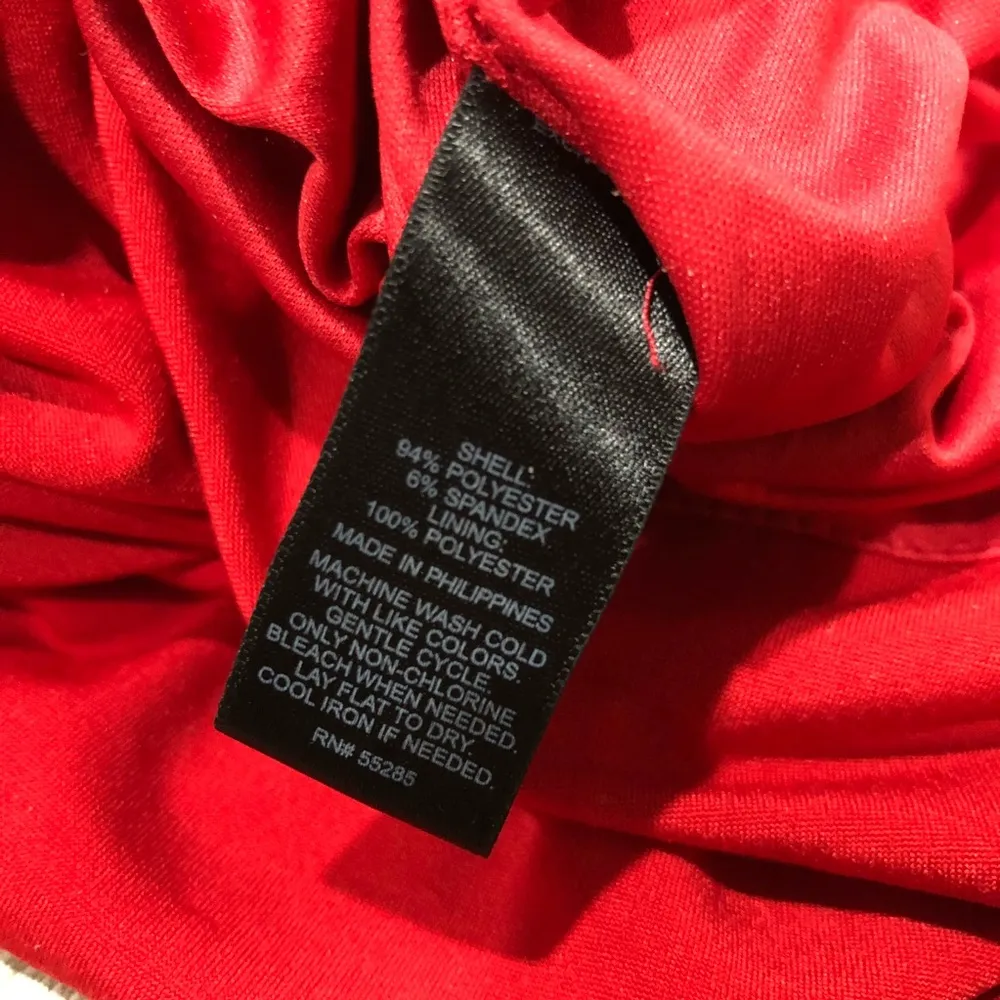 SHELL:
94% POLYESTER
6% SPANDEX
LINING:
100% POLYESTER
MADE IN PHILIPPINES
MACHINE WASH COLD
WITH LIKE COLORS.
GENTLE CYCLE.
ONLY NON-CHLORINE
BLEACH WHEN NEEDED.
LAY FLAT TO DRY.
COOL IRON IF NEEDED.
RN# 55285